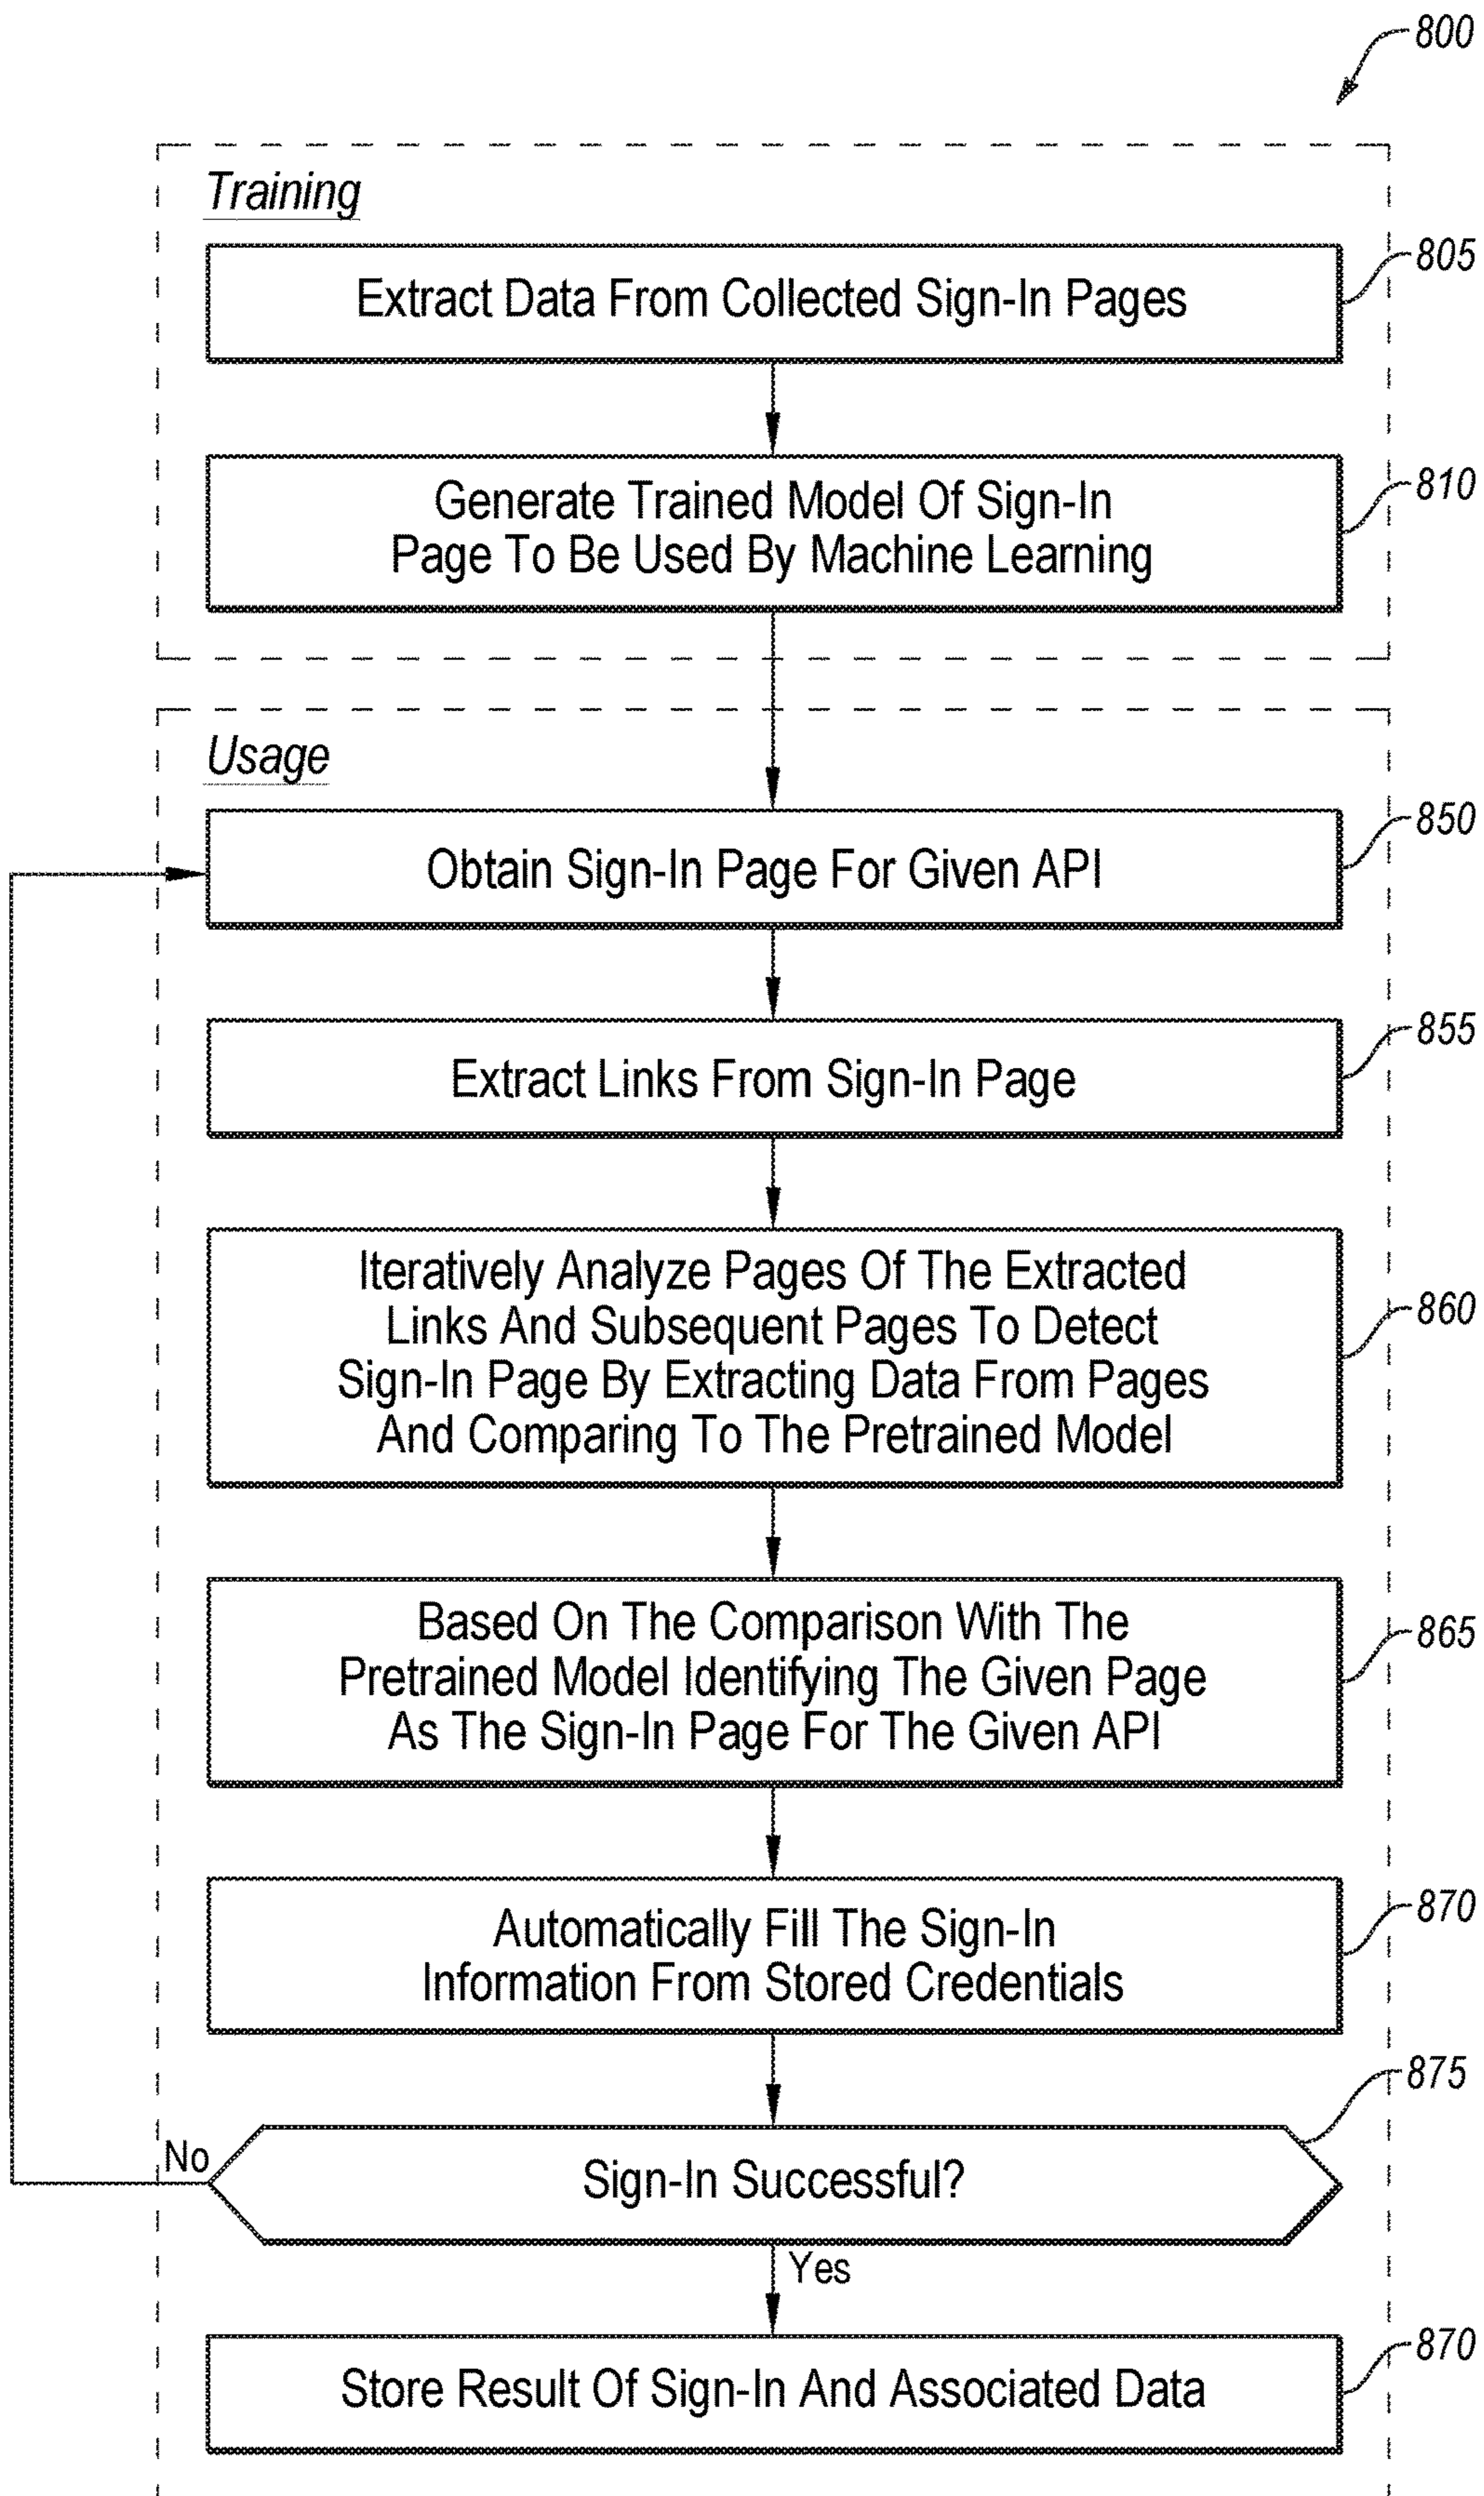 800
Training
805
Extract Data From Collected Sign-In Pages
810
Generate Trained Model Of Sign-In
Page To Be Used By Machine Learning
Usage
850
Obtain Sign-In Page For Given API
855
Extract Links From Sign-In Page
Iteratively Analyze Pages Of The Extracted
860
Links And Subsequent Pages To Detect
Sign-In Page By Extracting Data From Pages
And Comparing To The Pretrained Model
Based On The Comparison With The
865
Pretrained Model Identifying The Given Page
As The Sign-In Page For The Given API
870
Automatically Fill The Sign-In
Information From Stored Credentials
875
No
Sign-In Successful?
Yes
870
Store Result Of Sign-In And Associated Data